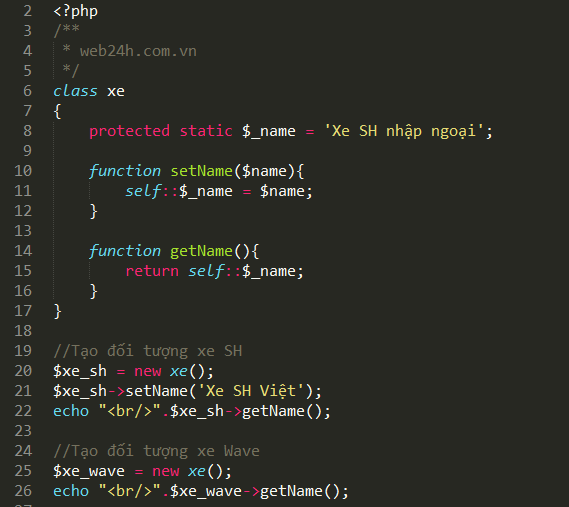 2 <?php
3 /**
4  * web24h.com.vn
5  */
6 class xe
7 {
8     protected static $_name = 'Xe SH nhập ngoại';
9
10     function setName($name){
11         self::$_name = $name;
12     }
13
14     function getName(){
15         return self::$_name;
16     }
17 }
18
19 //Tạo đối tượng xe SH
20 $xe_sh = new xe();
21 $xe_sh->setName('Xe SH Việt');
22 echo "<br/>".$xe_sh->getName();
23
24 //Tạo đối tượng xe Wave
25 $xe_wave = new xe();
26 echo "<br/>".$xe_wave->getName();